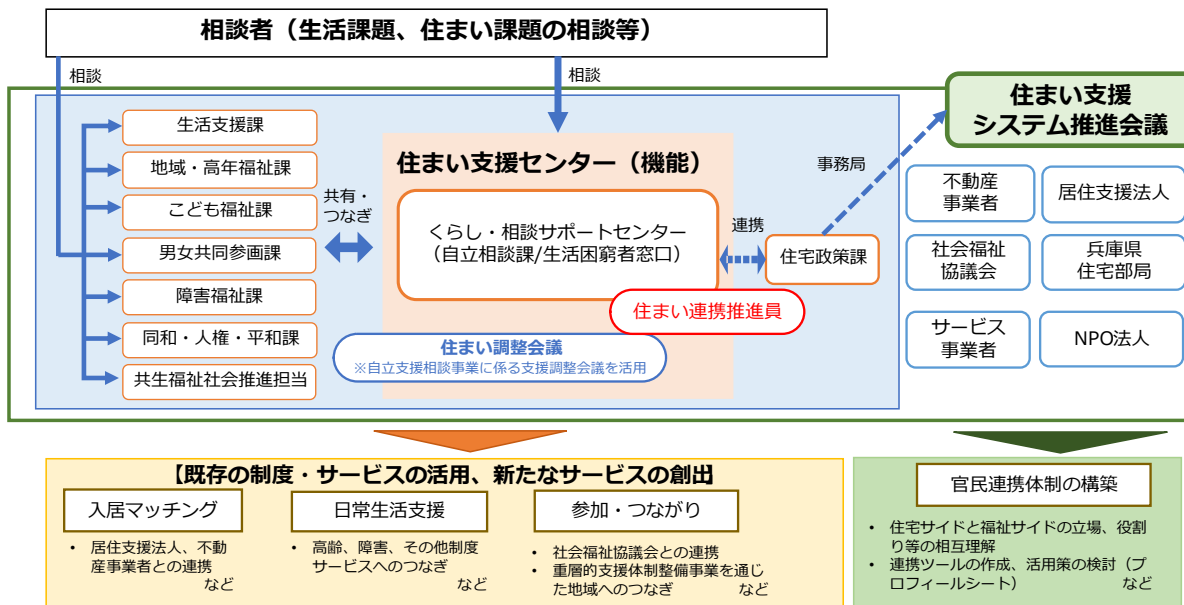 相談者（生活課題、住まい課題の相談等）
相談
相談
住まい支援
システム推進会議
生活支援課
地域・高年福祉課
こども福祉課
男女共同参画課
障害福祉課
同和・人権・平和課
共生福祉社会推進担当
共有・
つなぎ
住まい支援センター（機能）
くらし・相談サポートセンター
（自立相談課/生活困窮者窓口）
住まい連携推進員
住まい調整会議
※自立支援相談事業に係る支援調整会議を活用
連携
住宅政策課
事務局
不動産
事業者
居住支援法人
社会福祉
協議会
兵庫県
住宅部局
サービス
事業者
NPO法人
【既存の制度・サービスの活用、新たなサービスの創出】
入居マッチング
• 居住支援法人、不動
産事業者との連携
など
日常生活支援
• 高齢、障害、その他制度
サービスへのつなぎ
など
参加・つながり
• 社会福祉協議会との連携
• 重層的支援体制整備事業を通じ
た地域へのつなぎ など
官民連携体制の構築
• 住宅サイドと福祉サイドの立場、役割
り等の相互理解
• 連携ツールの作成、活用策の検討（プ
ロフィールシート） など